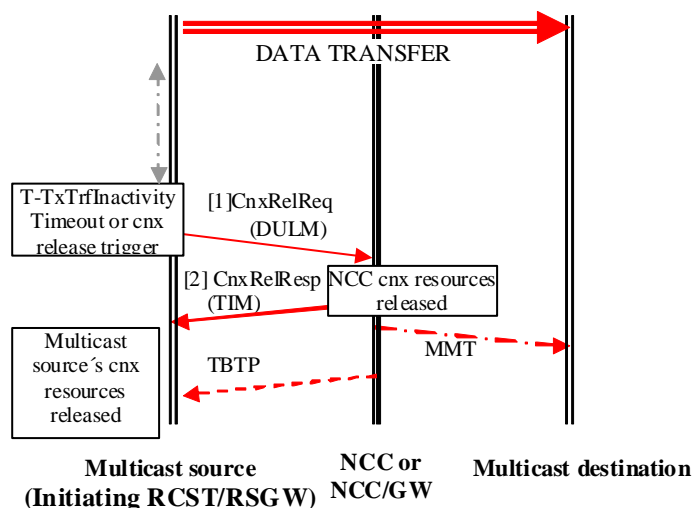 DATA TRANSFER
T-TxTrfInactivity
Timeout or cnx
release trigger
[1]CnxRelReq
(DULM)
[2] CnxRelResp
(TIM)
NCC cnx resources
released
Multicast
source´s cnx
resources
released
MMT
TBTP
Multicast source
(Initiating RCST/RSGW)
NCC or
NCC/GW
Multicast destination